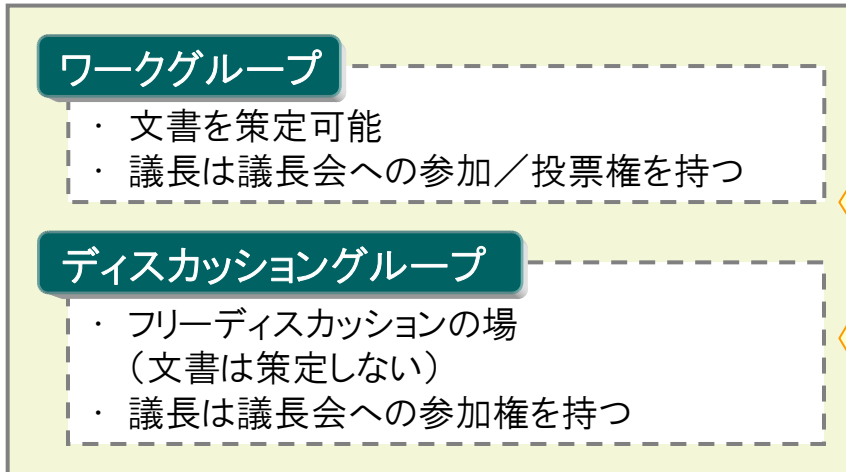 ワークグループ
・ 文書を策定可能
・ 議長は議長会への参加／投票権を持つ
ディスカッショングループ
・ フリーディスカッションの場
（文書は策定しない）
・ 議長は議長会への参加権を持つ